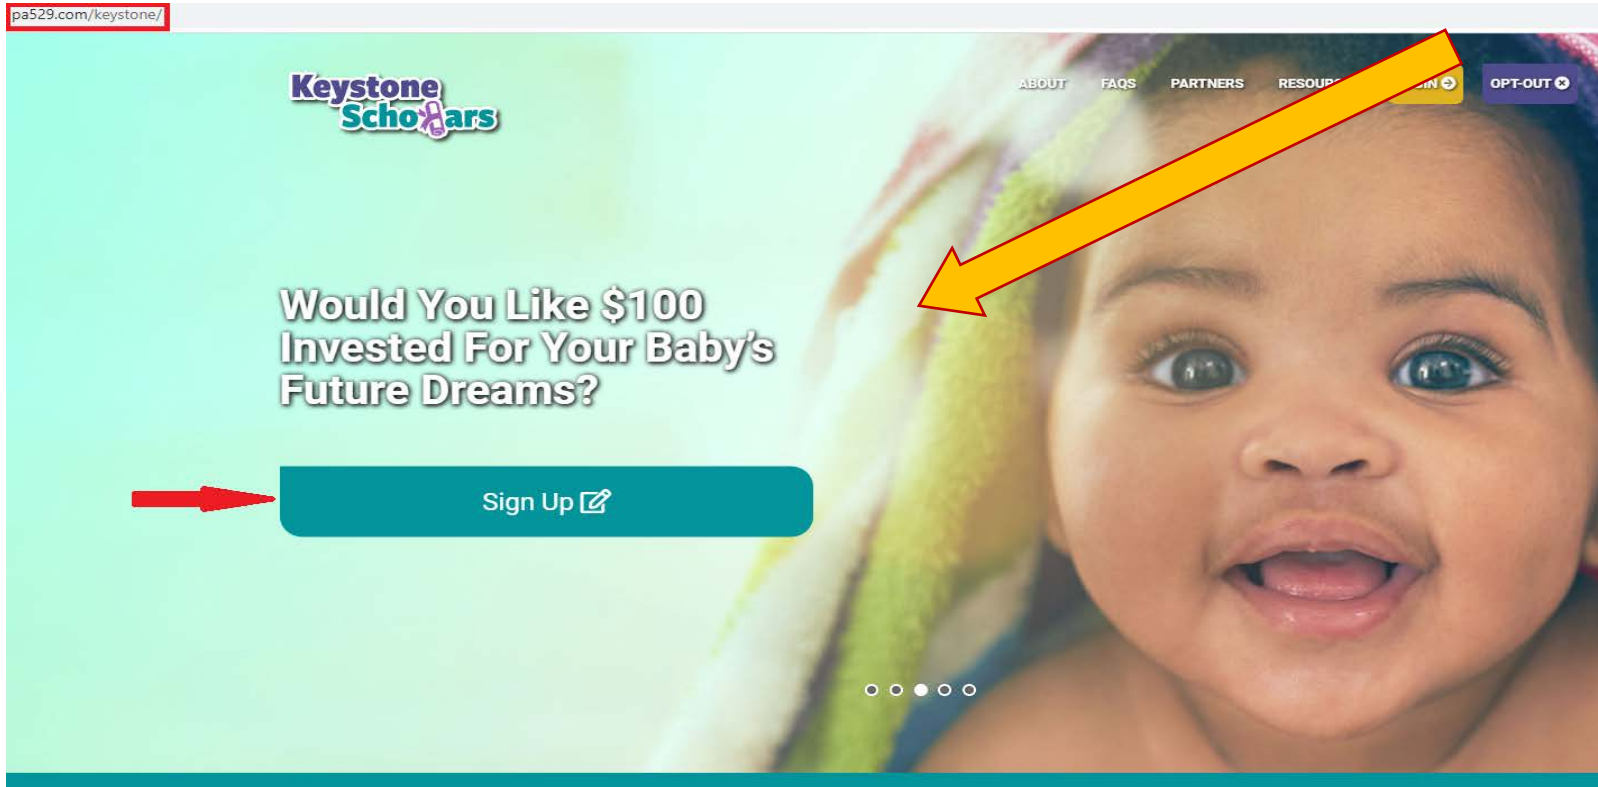 pa529.com/keystone/
Keystone
Scholars
ABOUT FAQS PARTNERS OPT-OUT
Would You Like $100
Invested For Your Baby's
Future Dreams?
Sign Up